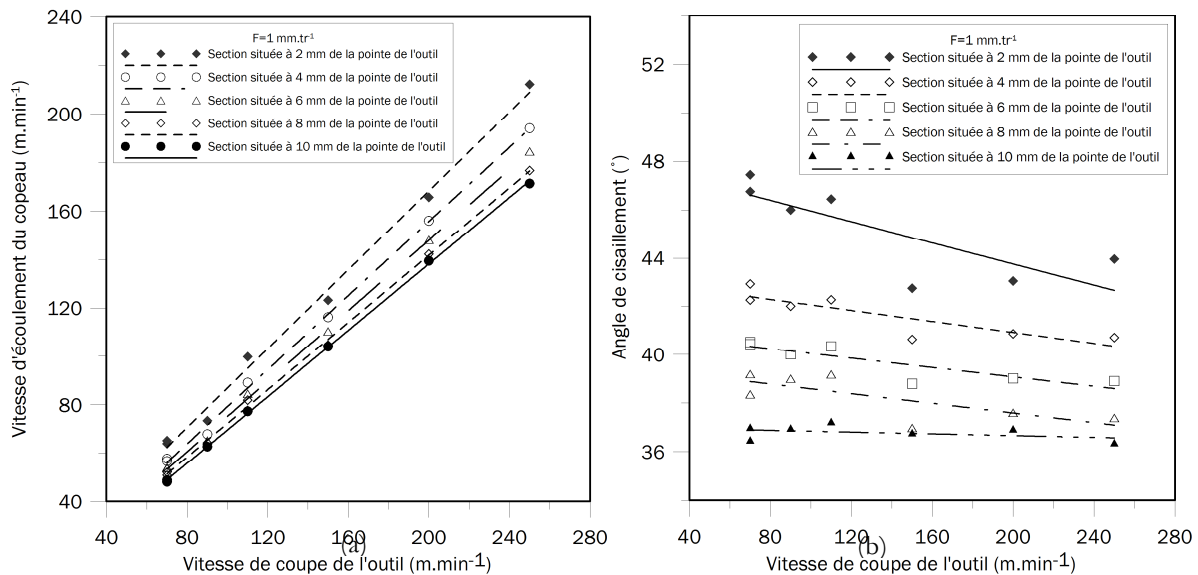 240
200
160
120
80
40
Vitesse d'écoulement du copeau (m.min-1)
F=1 mm.tr-1
Section située à 2 mm de la pointe de l'outil
Section située à 4 mm de la pointe de l'outil
Section située à 6 mm de la pointe de l'outil
Section située à 8 mm de la pointe de l'outil
Section située à 10 mm de la pointe de l'outil
40 80 120 160 200 240 280
(a)
Vitesse de coupe de l'outil (m.min-1)
52
48
44
40
36
Angle de cisaillement (°)
F=1 mm.tr-1
Section située à 2 mm de la pointe de l'outil
Section située à 4 mm de la pointe de l'outil
Section située à 6 mm de la pointe de l'outil
Section située à 8 mm de la pointe de l'outil
Section située à 10 mm de la pointe de l'outil
40 80 120 160 200 240 280
(b)
Vitesse de coupe de l'outil (m.min-1)